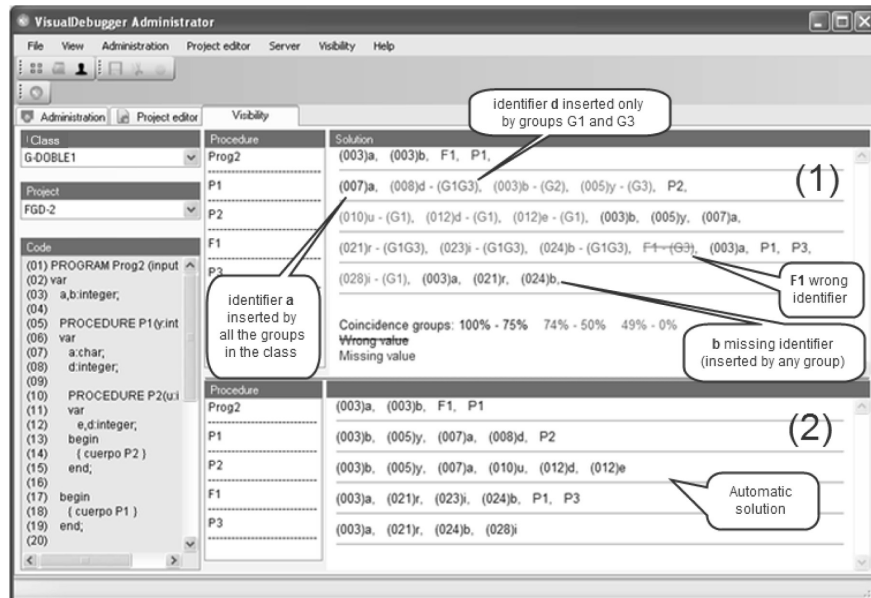 VisualDebugger Administrator
File View Administration Project editor Server Visibility Help
Administration Project editor Visibility
identifier d inserted only
by groups G1 and G3
Class
G-DOBLE1
Project
FGD-2
Code
(01) PROGRAM Prog2 (input
(02) var
(03) a,b:integer;
(04)
(05) PROCEDURE P1(y:int
(06) var
(07) a:char;
(08) d:integer;
(09)
(10) PROCEDURE P2(u:i
(11) var
(12) e,d:integer;
(13) begin
(14) { cuerpo P2 }
(15) end;
(16)
(17) begin
(18) { cuerpo P1 }
(19) end;
(20)
Procedure Solution
Prog2 (003)a, (003)b, F1, P1,
P1 (007)a, (008)d - (G1G3), (003)b - (G2), (005)y - (G3), P2,
(1)
P2 (010)u - (G1), (012)d - (G1), (012)e - (G1), (003)b, (005)y, (007)a,
F1 (021)r - (G1G3), (023)i - (G1G3), (024)b - (G1G3), F1 - (G3), (003)a, P1, P3,
P3 (028)i - (G1), (003)a, (021)r, (024)b,
identifier a
inserted by
all the groups
in the class
F1 wrong
identifier
Coincidence groups: 100% - 75% 74% - 50% 49% - 0%
Wrong value
Missing value
b missing identifier
(inserted by any group)
Procedure
Prog2 (003)a, (003)b, F1, P1
P1 (003)b, (005)y, (007)a, (008)d, P2
(2)
P2 (003)b, (005)y, (007)a, (010)u, (012)d, (012)e
F1 (003)a, (021)r, (023)i, (024)b, P1, P3
P3 (003)a, (021)r, (024)b, (028)i
Automatic
solution